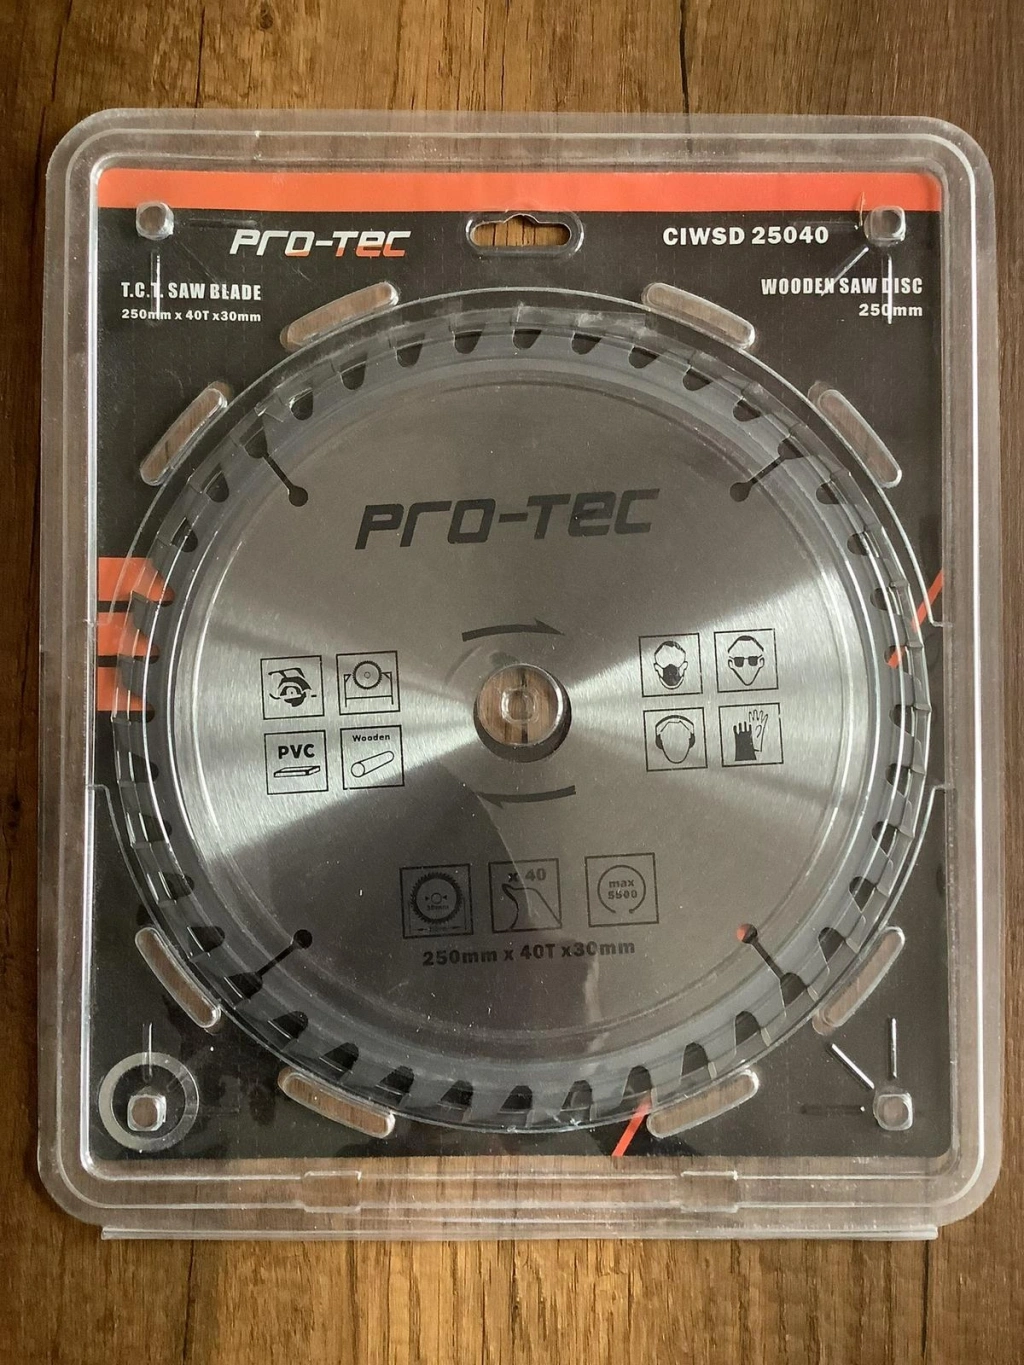 PRO-TEC
CIWSD 25040
T.C.T. SAW BLADE
250mm x 40T x30mm
WOODEN SAW DISC
250mm
PRO-TEC
PVC
Wooden
x 40
max
5500
250mm x 40T x30mm